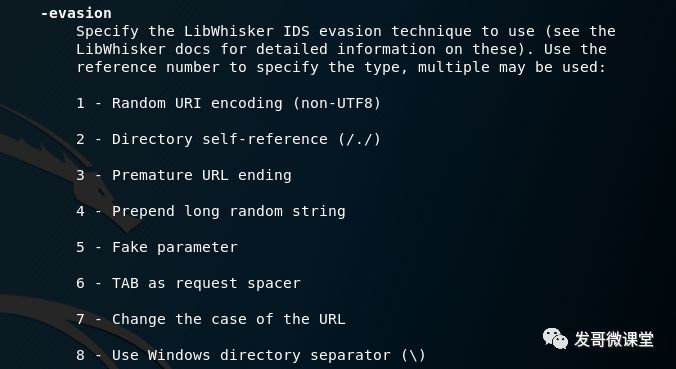 -evasion
Specify the LibWhisker IDS evasion technique to use (see the
LibWhisker docs for detailed information on these). Use the
reference number to specify the type, multiple may be used:
1 - Random URI encoding (non-UTF8)
2 - Directory self-reference (/./)
3 - Premature URL ending
4 - Prepend long random string
5 - Fake parameter
6 - TAB as request spacer
7 - Change the case of the URL
8 - Use Windows directory separator (\)
发哥微课堂